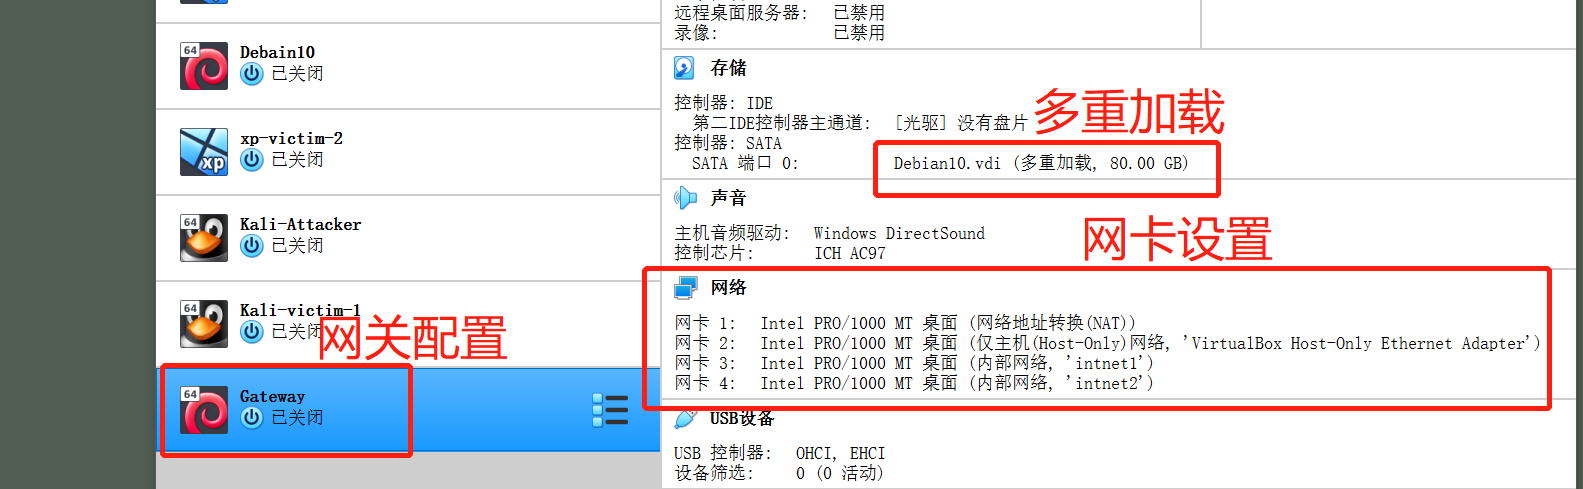 Debain10
已关闭
xp-victim-2
已关闭
Kali-Attacker
已关闭
Kali-victim-1
已关闭
网关配置
Gateway
已关闭
远程桌面服务器: 已禁用
录像: 已禁用
存储
控制器: IDE
第二IDE控制器主通道: [光驱] 没有盘片
多重加载
控制器: SATA
SATA 端口 0: Debian10.vdi (多重加载, 80.00 GB)
声音
主机音频驱动: Windows DirectSound
控制芯片: ICH AC97
网卡设置
网络
网卡 1: Intel PRO/1000 MT 桌面 (网络地址转换(NAT))
网卡 2: Intel PRO/1000 MT 桌面 (仅主机(Host-Only)网络, 'VirtualBox Host-Only Ethernet Adapter')
网卡 3: Intel PRO/1000 MT 桌面 (内部网络, 'intnet1')
网卡 4: Intel PRO/1000 MT 桌面 (内部网络, 'intnet2')
USB设备
USB 控制器: OHCI, EHCI
设备筛选: 0 (0 活动)
64
64
64
64
xp